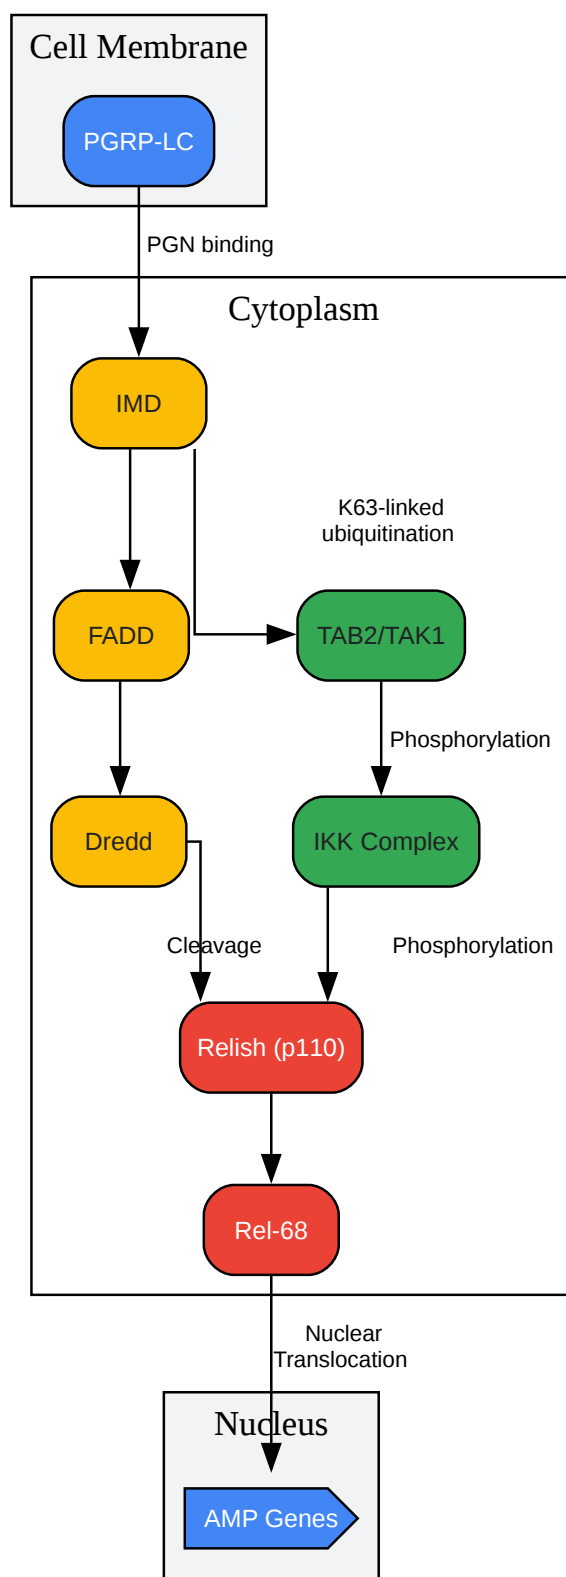 Cell Membrane
PGRP-LC
PGN binding
Cytoplasm
IMD
K63-linked
ubiquitination
FADD
TAB2/TAK1
Phosphorylation
Dredd
IKK Complex
Cleavage
Phosphorylation
Relish (p110)
Rel-68
Nuclear
Translocation
Nucleus
AMP Genes